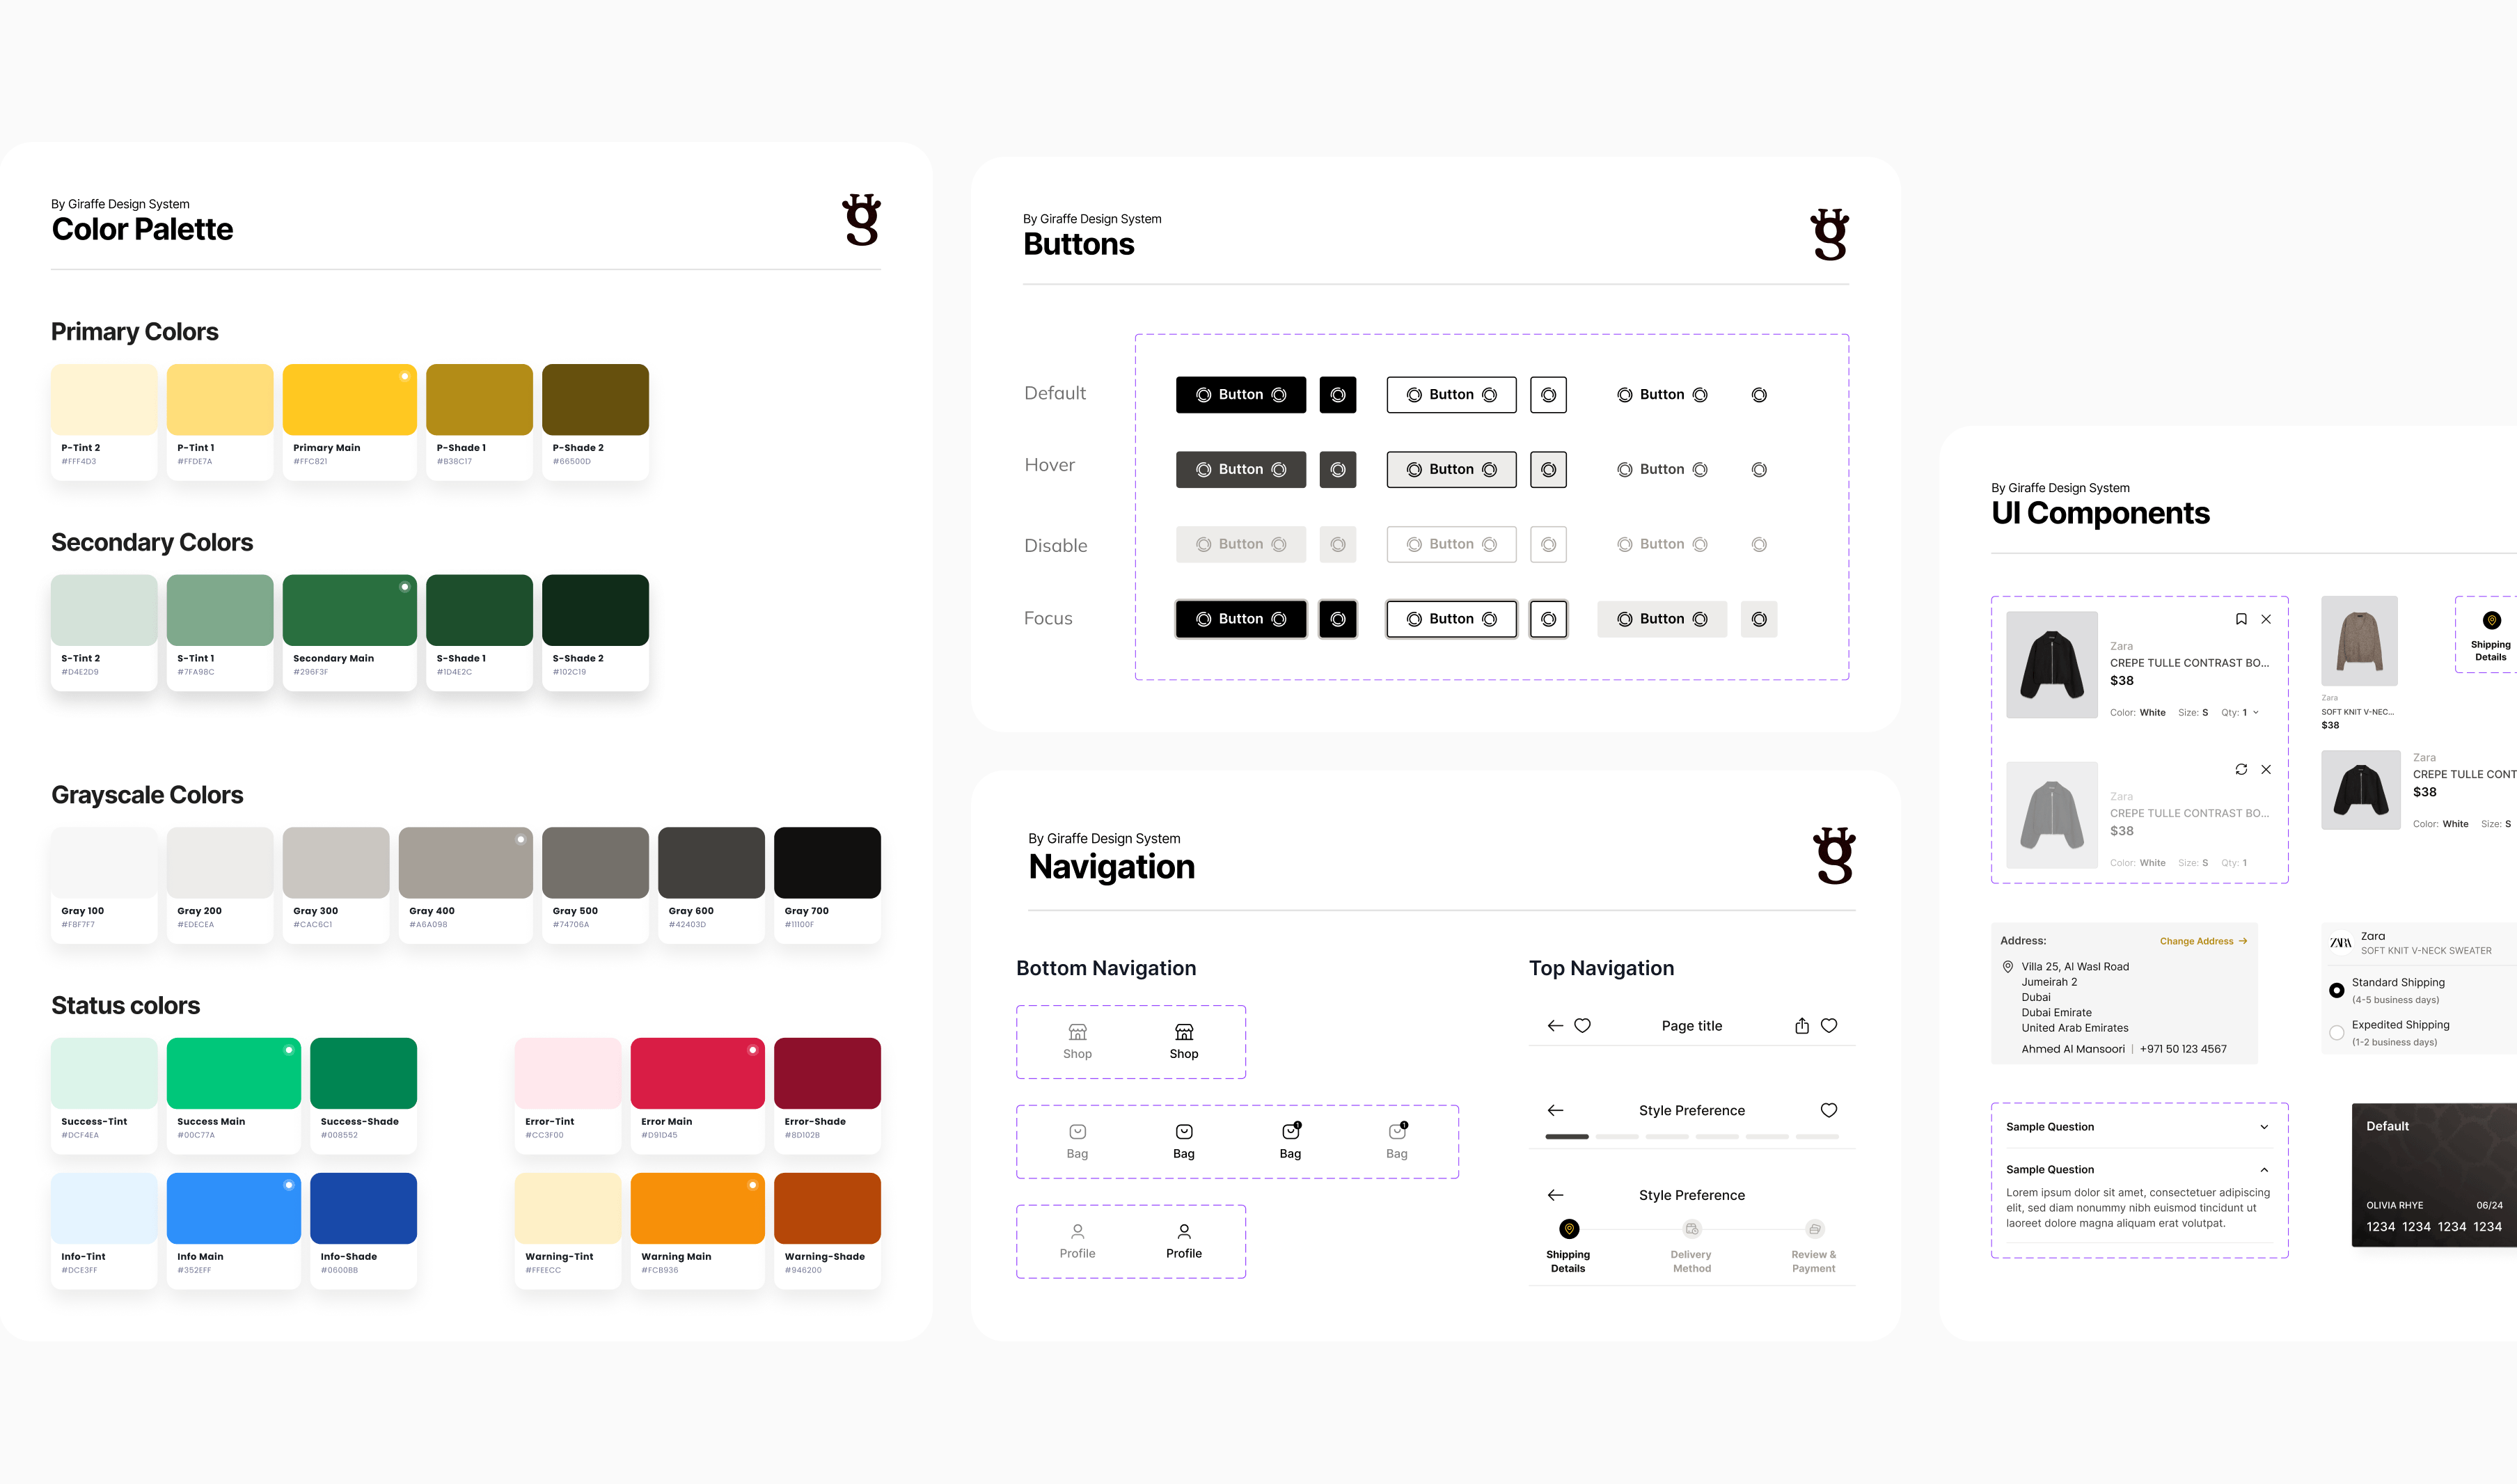 By Giraffe Design System
Color Palette
Primary Colors
P-Tint 2
#FFF4D3
P-Tint 1
#FFDE7A
Primary Main
#FFC821
P-Shade 1
#B38C17
P-Shade 2
#66500D
Secondary Colors
S-Tint 2
#D4E2D9
S-Tint 1
#7FA98C
Secondary Main
#296F3F
S-Shade 1
#1D4E2C
S-Shade 2
#102C19
Grayscale Colors
Gray 100
#F8F7F7
Gray 200
#EDECEA
Gray 300
#CAC6C1
Gray 400
#A6A098
Gray 500
#74706A
Gray 600
#42403D
Gray 700
#11100F
Status colors
Success-Tint
#DCF4EA
Success Main
#00C77A
Success-Shade
#008552
Error-Tint
#CC3F00
Error Main
#D91D45
Error-Shade
#8D102B
Info-Tint
#DCE3FF
Info Main
#352EFF
Info-Shade
#0600BB
Warning-Tint
#FFEECC
Warning Main
#FCB936
Warning-Shade
#946200
By Giraffe Design System
Buttons
Default
Button
Button
Button
Hover
Button
Button
Button
Disable
Button
Button
Button
Focus
Button
Button
Button
By Giraffe Design System
Navigation
Bottom Navigation
Shop
Shop
Bag
Bag
1
Bag
1
Bag
Profile
Profile
Top Navigation
Page title
Style Preference
Style Preference
Shipping
Details
Delivery
Method
Review &
Payment
By Giraffe Design System
UI Components
Zara
CREPE TULLE CONTRAST BO...
$38
Color: White Size: S Qty: 1
Zara
CREPE TULLE CONTRAST BO...
$38
Color: White Size: S Qty: 1
Zara
SOFT KNIT V-NEC...
$38
Shipping
Details
Zara
CREPE TULLE CONT
$38
Color: White Size: S
Address:
Change Address →
Villa 25, Al Wasl Road
Jumeirah 2
Dubai
Dubai Emirate
United Arab Emirates
Ahmed Al Mansoori | +971 50 123 4567
ZARA
Zara
SOFT KNIT V-NECK SWEATER
Standard Shipping
(4-5 business days)
Expedited Shipping
(1-2 business days)
Sample Question
Sample Question
Lorem ipsum dolor sit amet, consectetuer adipiscing
elit, sed diam nonummy nibh euismod tincidunt ut
laoreet dolore magna aliquam erat volutpat.
Default
OLIVIA RHYE 06/24
1234 1234 1234 1234